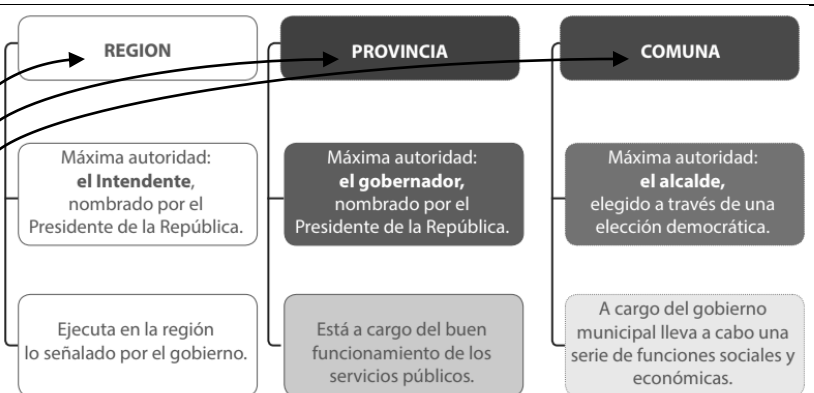 REGION
Máxima autoridad:
el Intendente,
nombrado por el
Presidente de la República.
Ejecuta en la región
lo señalado por el gobierno.
PROVINCIA
Máxima autoridad:
el gobernador,
nombrado por el
Presidente de la República.
Está a cargo del buen
funcionamiento de los
servicios públicos.
COMUNA
Máxima autoridad:
el alcalde,
elegido a través de una
elección democrática.
A cargo del gobierno
municipal lleva a cabo una
serie de funciones sociales y
económicas.